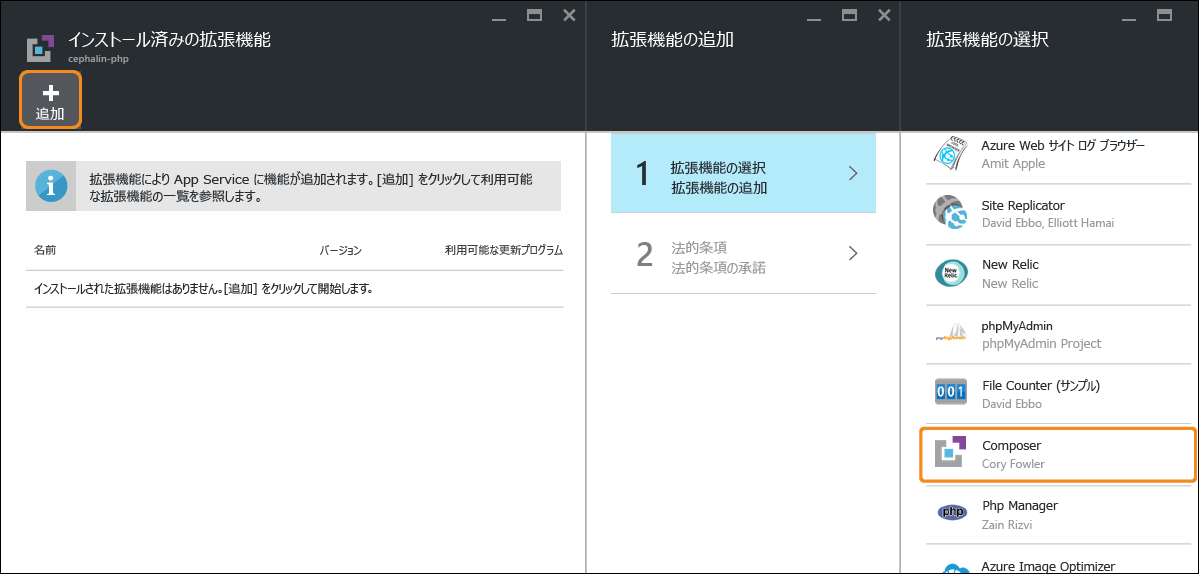 インストール済みの拡張機能
cephalin-php
追加
拡張機能により App Service に機能が追加されます。[追加] をクリックして利用可能
な拡張機能の一覧を参照します。
名前 バージョン 利用可能な更新プログラム
インストールされた拡張機能はありません。[追加] をクリックして開始します。
拡張機能の追加
1
拡張機能の選択
拡張機能の追加
2
法的条項
法的条項の承諾
拡張機能の選択
Azure Web サイト ログ ブラウザー
Amit Apple
Site Replicator
David Ebbo, Elliott Hamai
New Relic
New Relic
New Relic
phpMyAdmin
phpMyAdmin Project
001
File Counter (サンプル)
David Ebbo
Composer
Cory Fowler
php
Php Manager
Zain Rizvi
Azure Image Optimizer